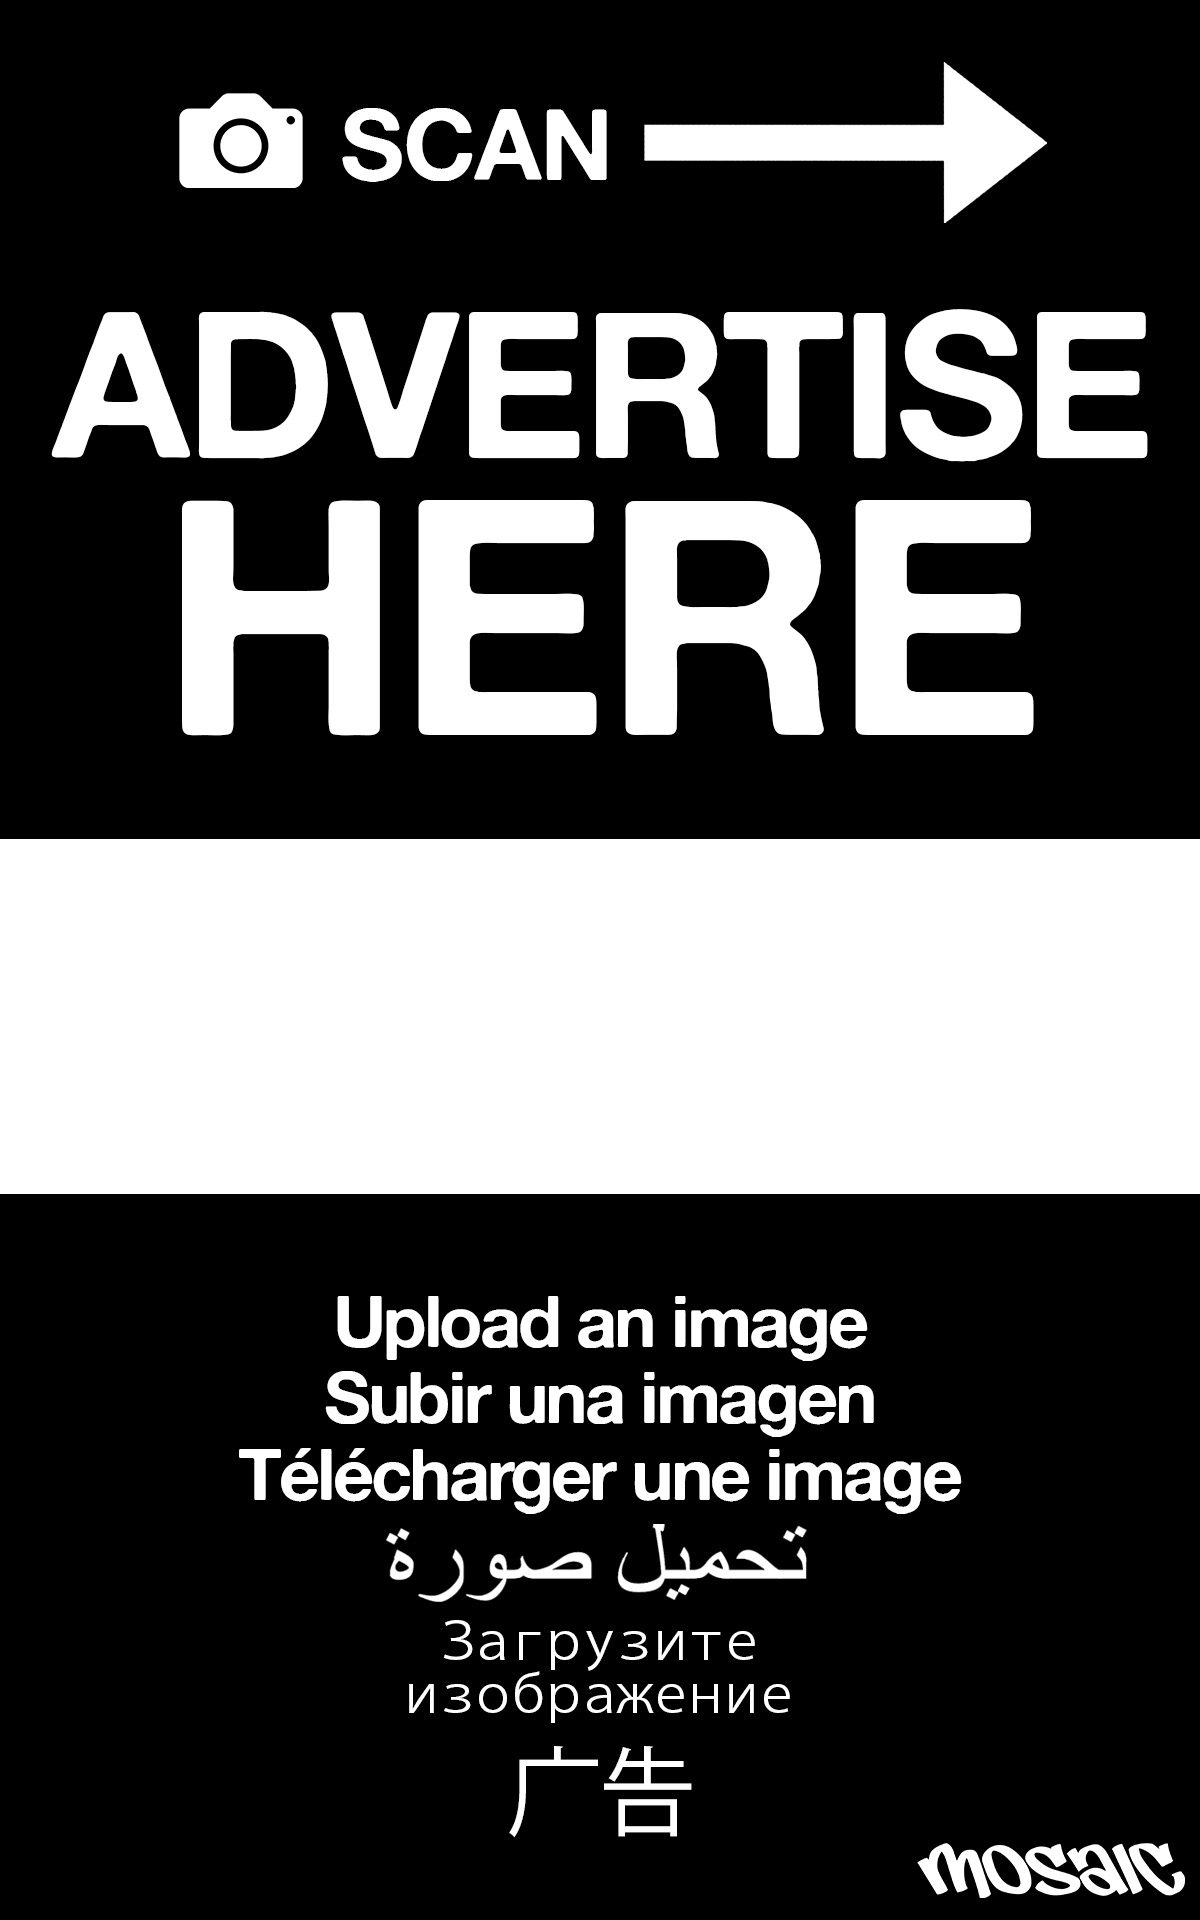 SCAN
ADVERTISE
HERE
Upload an image
Subir una imagen
Télécharger une image
تحميل صورة
Загрузите
изображение
广告
mosaic